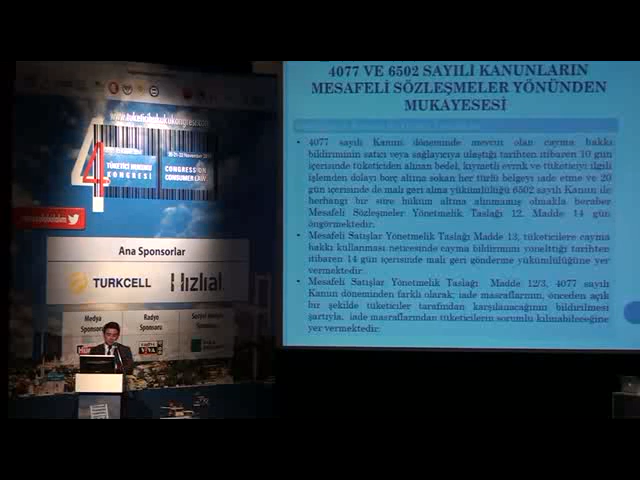 4077 VE 6502 SAYILI KANUNLARIN
MESAFELİ SÖZLEŞMELER YÖNÜNDEN
MUKAYESESİ
4077 sayılı Kanun döneminde mevcut olan cayma hakkı
bildiriminin satıcı veya sağlayıcıya ulaştığı tarihten itibaren 10 gün
içerisinde tüketiciden alınan bedel, kıymetli evrak ve tüketiciyi ilgili
işlemden dolayı borç altına sokan her türlü belgeyi iade etme ve 20
gün içerisinde de malı geri alma yükümlülüğü 6502 sayılı Kanun ile
herhangi bir süre hüküm altına alınmamış olmakla beraber
Mesafeli Sözleşmeler Yönetmelik Taslağı 12. Madde 14 gün
öngörmektedir.
Mesafeli Satışlar Yönetmelik Taslağı Madde 13, tüketicilere cayma
hakkı kullanması neticesinde cayma bildirimini yönelttiği tarihten
itibaren 14 gün içerisinde malı geri gönderme yükümlülüğüne yer
vermektedir.
Mesafeli Satışlar Yönetmelik Taslağı Madde 12/3, 4077 sayılı
Kanun döneminden farklı olarak; iade masraflarının, önceden açık
bir şekilde tüketiciler tarafından karşılanacağının bildirilmesi
şartıyla, iade masraflarından tüketicilerin sorumlu kılınabileceğine
yer vermektedir.
www.tuketicihukukukongresi.com
4
TÜKETİCİ HUKUKU
KONGRESİ
CONGRESS ON
CONSUMER LAW
Ana Sponsorlar
TURKCELL
Hızlıal
Medya
Sponsoru
Radyo
Sponsoru